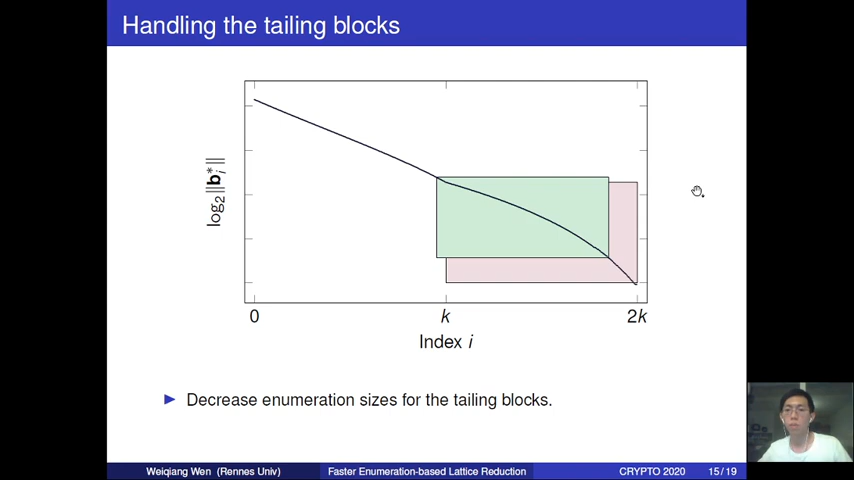 Handling the tailing blocks
log₂‖b*ᵢ‖
0 k 2k
Index i
Decrease enumeration sizes for the tailing blocks.
Weiqiang Wen (Rennes Univ) Faster Enumeration-based Lattice Reduction CRYPTO 2020 15/19